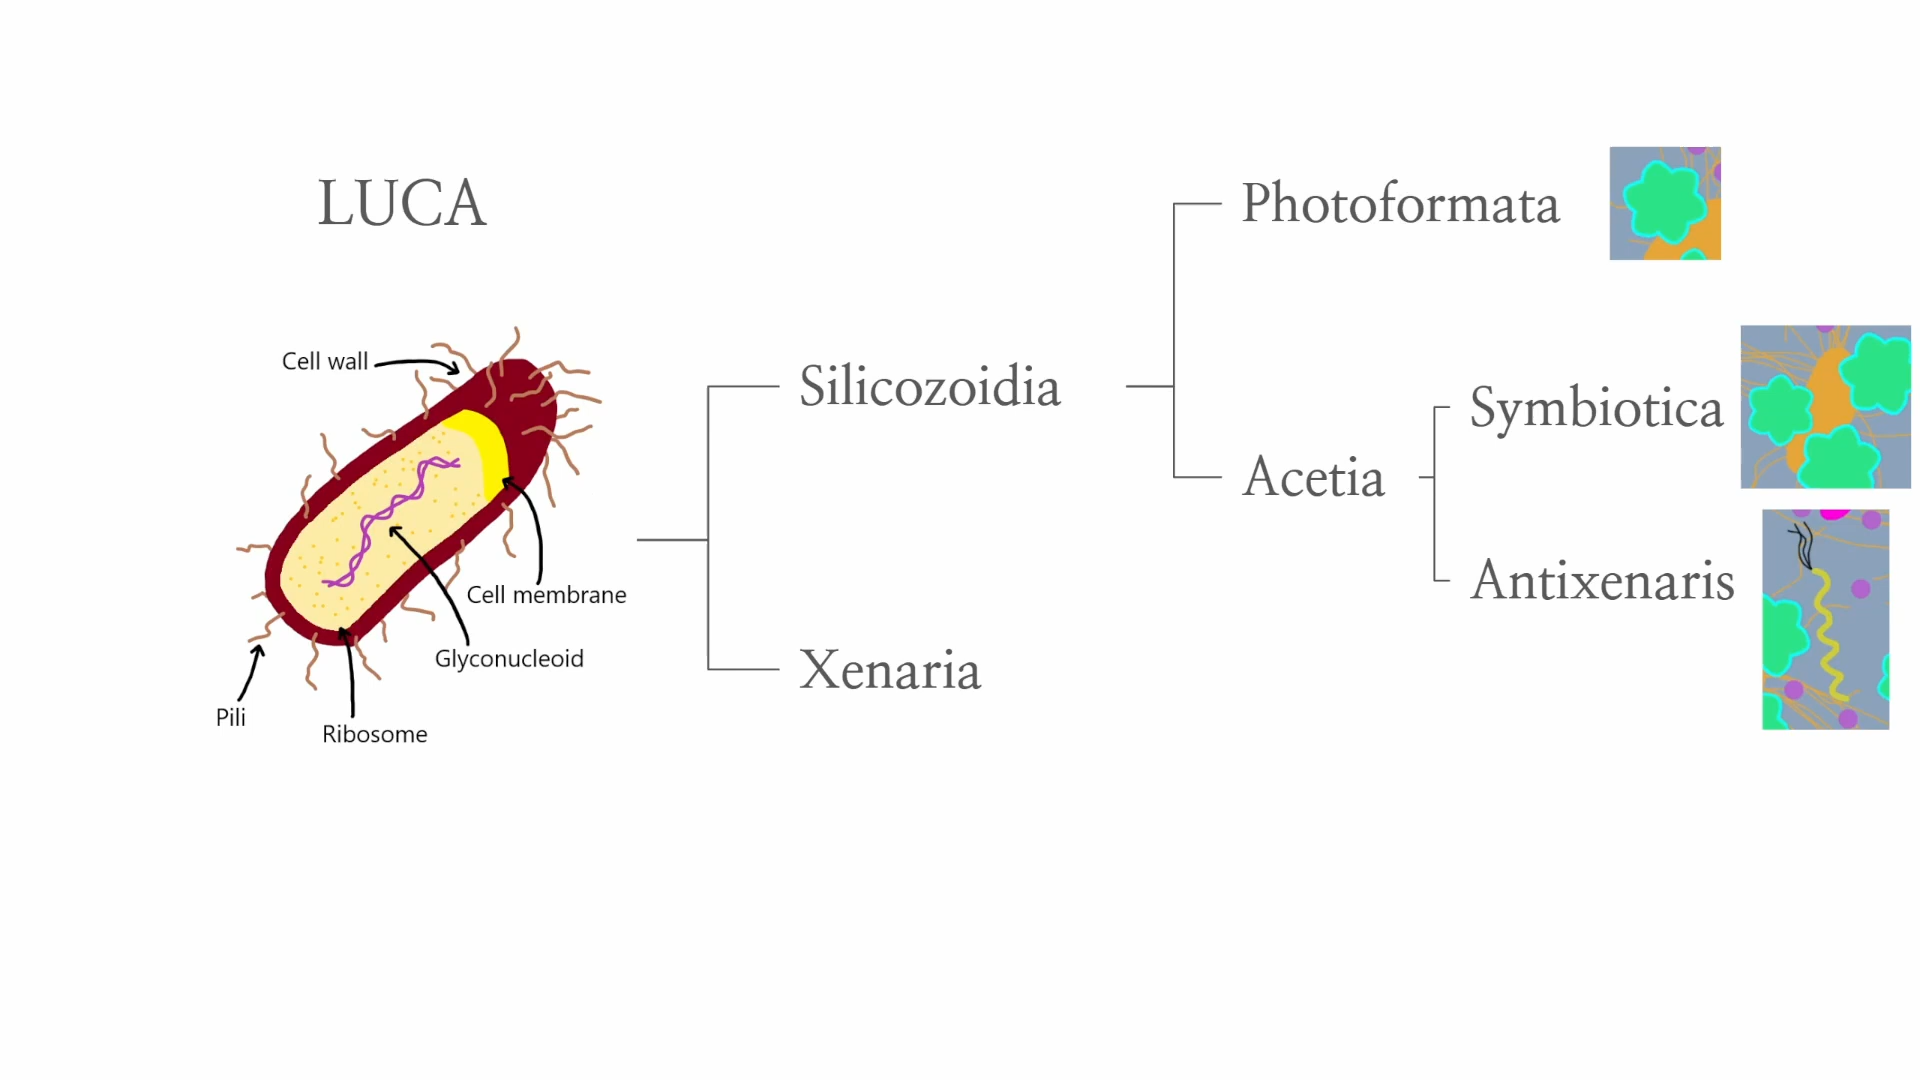 LUCA
Cell wall
Cell membrane
Glyconucleoid
Pili
Ribosome
Silicozoidia
Xenaria
Photoformata
Acetia
Symbiotica
Antixenaris